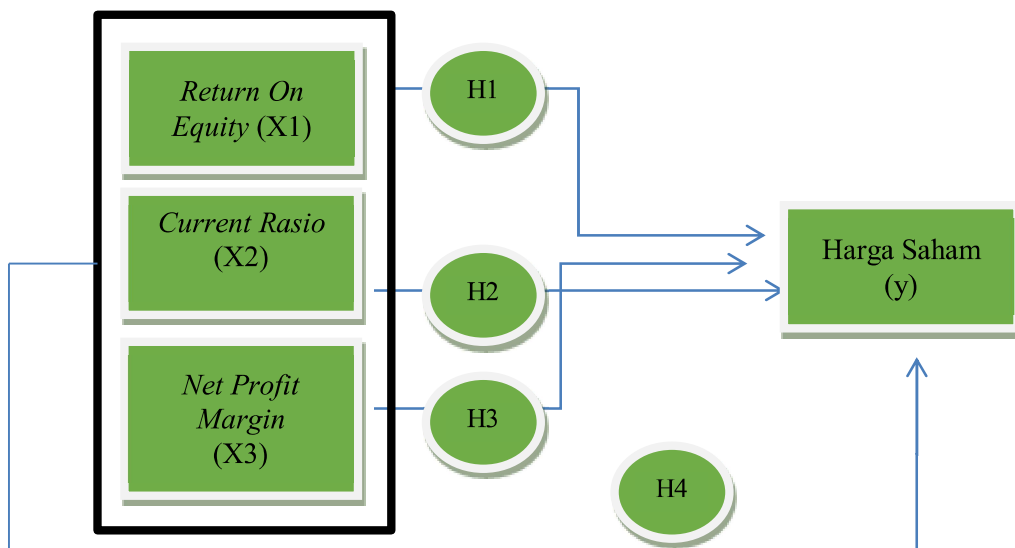 Return On
Equity (X1)
H1
Current Rasio
(X2)
Harga Saham
(y)
H2
Net Profit
Margin
(X3)
H3
H4